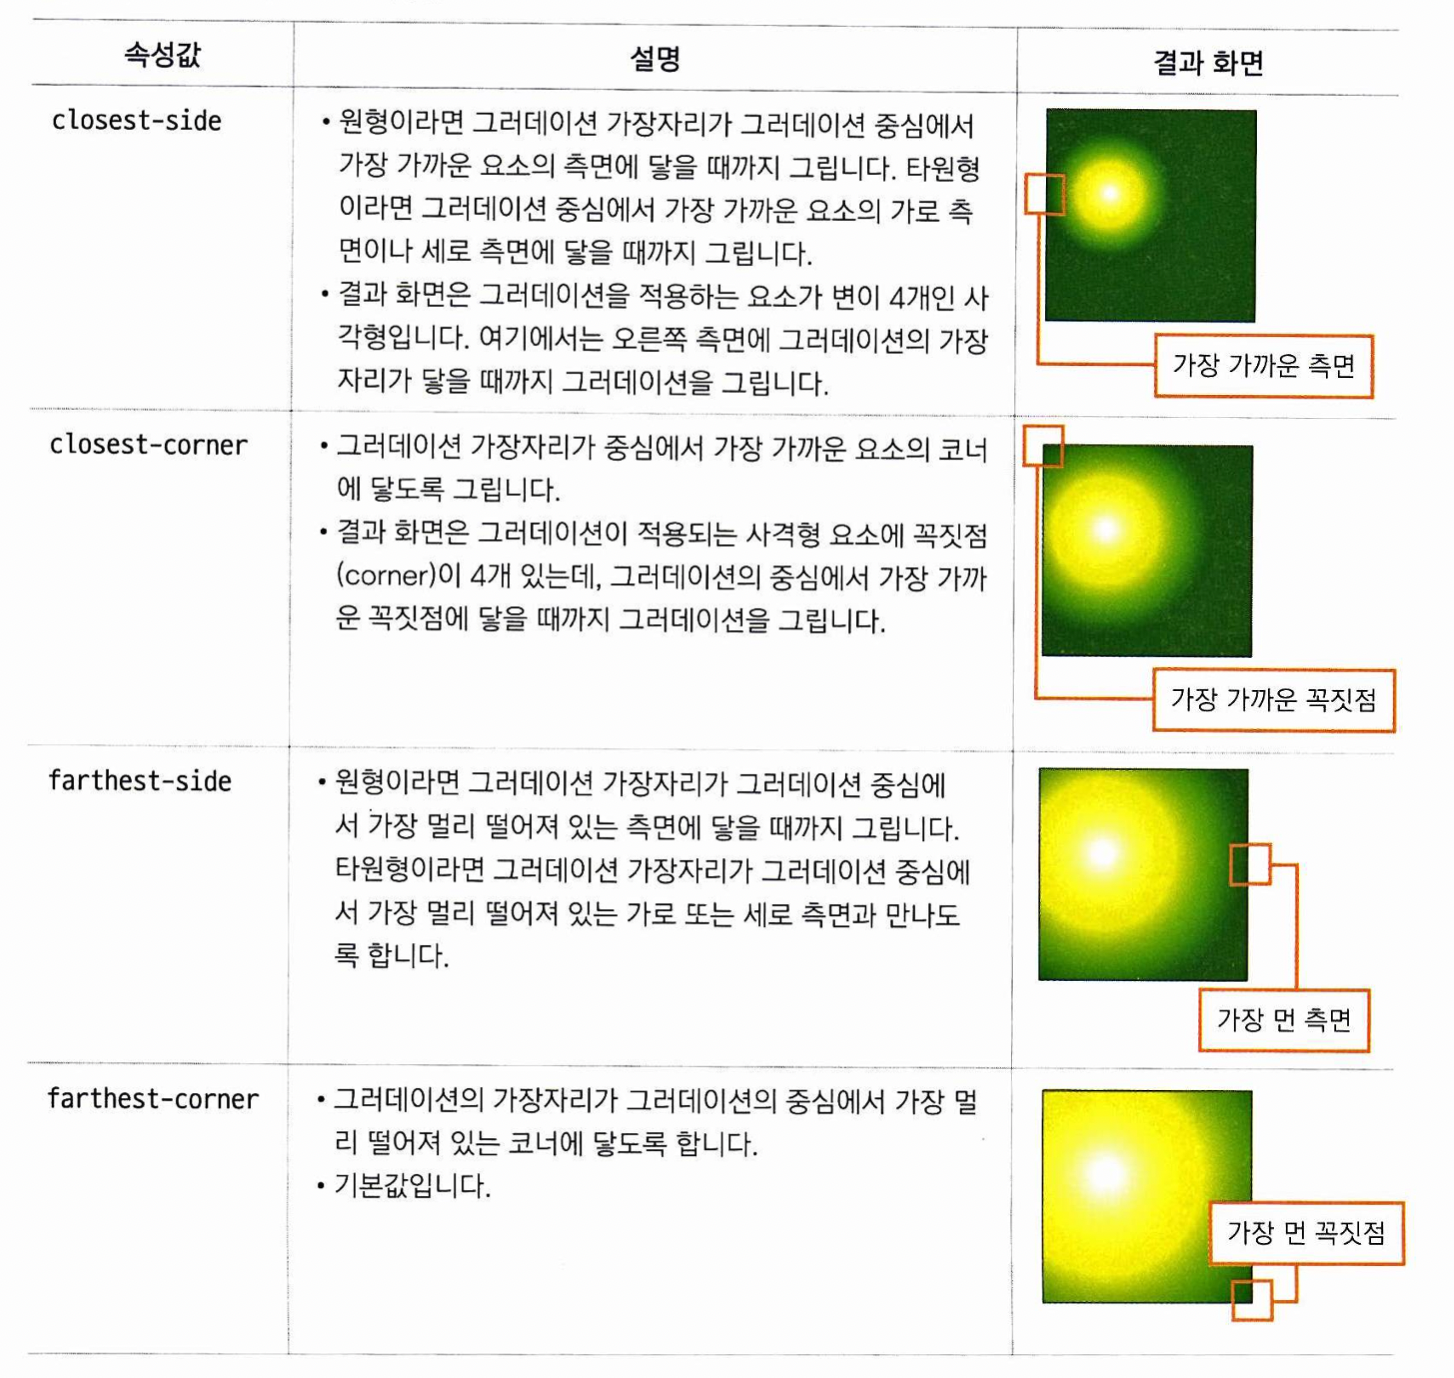 속성값 설명 결과 화면
closest-side
• 원형이라면 그러데이션 가장자리가 그러데이션 중심에서
가장 가까운 요소의 측면에 닿을 때까지 그립니다. 타원형
이라면 그러데이션 중심에서 가장 가까운 요소의 가로 측
면이나 세로 측면에 닿을 때까지 그립니다.
• 결과 화면은 그러데이션을 적용하는 요소가 변이 4개인 사
각형입니다. 여기에서는 오른쪽 측면에 그러데이션의 가장
자리가 닿을 때까지 그러데이션을 그립니다.
가장 가까운 측면
closest-corner
• 그러데이션 가장자리가 중심에서 가장 가까운 요소의 코너
에 닿도록 그립니다.
• 결과 화면은 그러데이션이 적용되는 사격형 요소에 꼭짓점
(corner)이 4개 있는데, 그러데이션의 중심에서 가장 가까
운 꼭짓점에 닿을 때까지 그러데이션을 그립니다.
가장 가까운 꼭짓점
farthest-side
• 원형이라면 그러데이션 가장자리가 그러데이션 중심에
서 가장 멀리 떨어져 있는 측면에 닿을 때까지 그립니다.
타원형이라면 그러데이션 가장자리가 그러데이션 중심에
서 가장 멀리 떨어져 있는 가로 또는 세로 측면과 만나도
록 합니다.
가장 먼 측면
farthest-corner
• 그러데이션의 가장자리가 그러데이션의 중심에서 가장 멀
리 떨어져 있는 코너에 닿도록 합니다.
• 기본값입니다.
가장 먼 꼭짓점